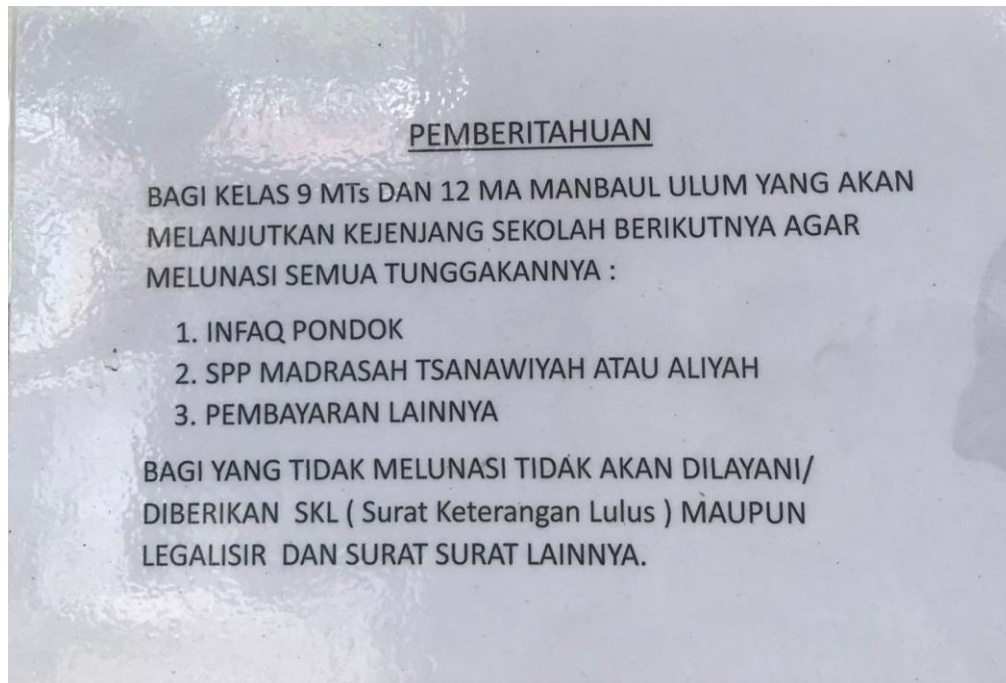 PEMBERITAHUAN
BAGI KELAS 9 MTs DAN 12 MA MANBAUL ULUM YANG AKAN
MELANJUTKAN KEJENJANG SEKOLAH BERIKUTNYA AGAR
MELUNASI SEMUA TUNGGAKANNYA :
1. INFAQ PONDOK
2. SPP MADRASAH TSANAWIYAH ATAU ALIYAH
3. PEMBAYARAN LAINNYA
BAGI YANG TIDAK MELUNASI TIDAK AKAN DILAYANI/
DIBERIKAN SKL ( Surat Keterangan Lulus ) MAUPUN
LEGALISIR DAN SURAT SURAT LAINNYA.